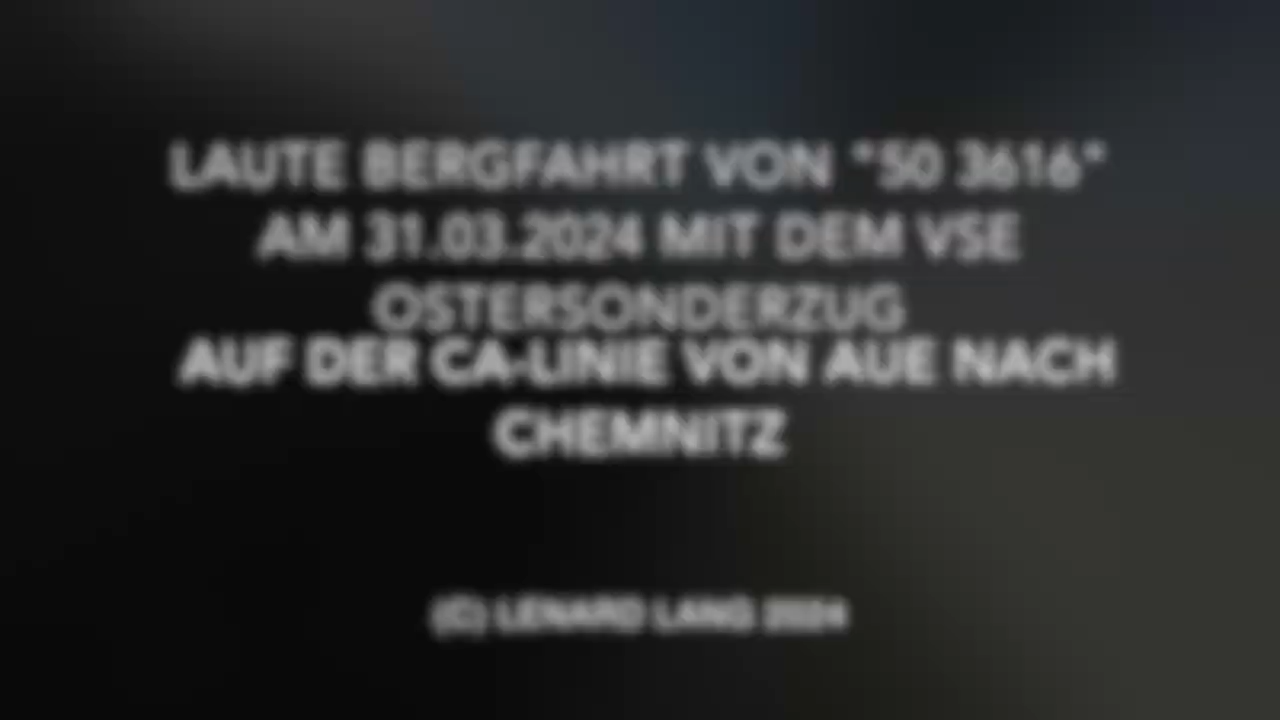 LAUTE BERGFAHRT VON "50 3616"
AM 31.03.2024 MIT DEM VSE
OSTERSONDERZUG
AUF DER CA-LINIE VON AUE NACH
CHEMNITZ
(C) LENARD LANG 2024